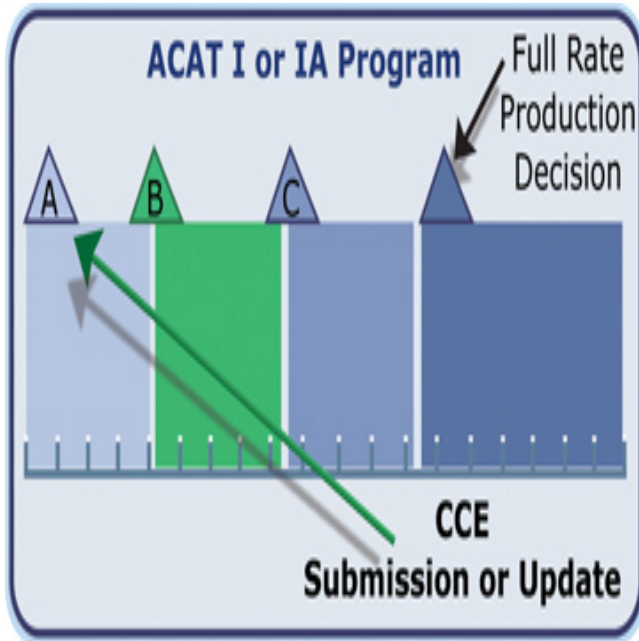 ACAT I or IA Program
Full Rate
Production
Decision
A
B
C
CCE
Submission or Update